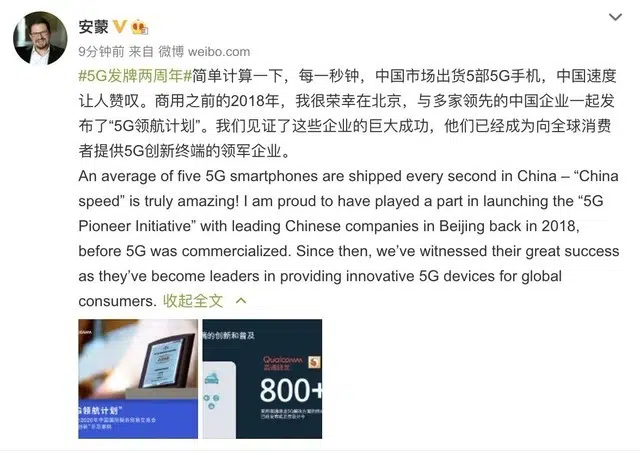 安蒙
9分钟前 来自 微博 weibo.com
#5G发牌两周年#简单计算一下，每一秒钟，中国市场出货5部5G手机，中国速度
让人赞叹。商用之前的2018年，我很荣幸在北京，与多家领先的中国企业一起发
布了“5G领航计划”。我们见证了这些企业的巨大成功，他们已经成为向全球消费
者提供5G创新终端的领军企业。
An average of five 5G smartphones are shipped every second in China – “China
speed” is truly amazing! I am proud to have played a part in launching the “5G
Pioneer Initiative” with leading Chinese companies in Beijing back in 2018,
before 5G was commercialized. Since then, we’ve witnessed their great success
as they’ve become leaders in providing innovative 5G devices for global
consumers. 收起全文
领航计划”
端的创新和普及
Qualcomm
800+